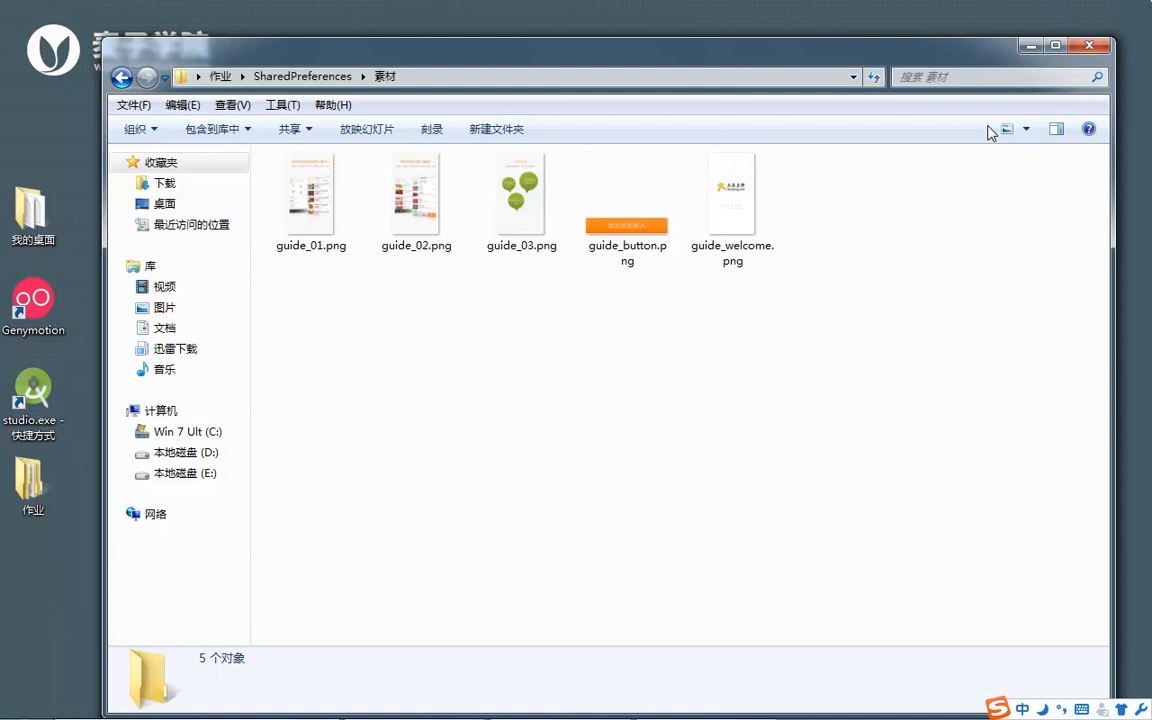 麦子学院
作业 SharedPreferences 素材
搜索 素材
文件(F) 编辑(E) 查看(V) 工具(T) 帮助(H)
组织 包含到库中 共享 放映幻灯片 刻录 新建文件夹
收藏夹
下载
桌面
最近访问的位置
库
视频
图片
文档
迅雷下载
音乐
计算机
Win 7 Ult (C:)
本地磁盘 (D:)
本地磁盘 (E:)
网络
guide_01.png
guide_02.png
guide_03.png
guide_button.p
ng
guide_welcome.
png
我的桌面
Genymotion
studio.exe -
快捷方式
作业
5 个对象
中